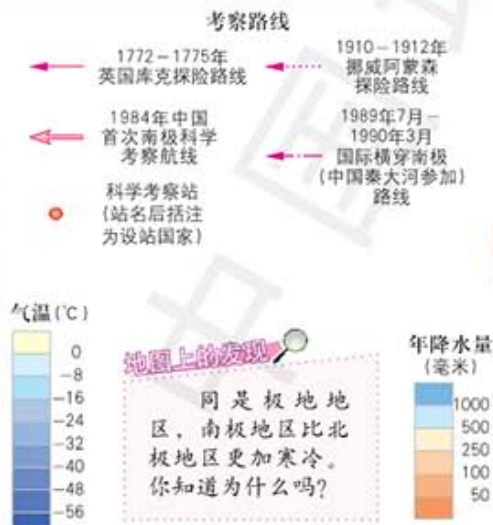 考察路线
1772－1775年
英国库克探险路线
1910－1912年
挪威阿蒙森
探险路线
1984年中国
首次南极科学
考察航线
1989年7月－
1990年3月
国际横穿南极
(中国秦大河参加)
路线
科学考察站
(站名后括注
为设站国家)
气温(℃)
0
-8
-16
-24
-32
-40
-48
-56
地图上的发现
同是极地地
区，南极地区比北
极地区更加寒冷。
你知道为什么吗?
年降水量
(毫米)
1000
500
250
100
50
中国